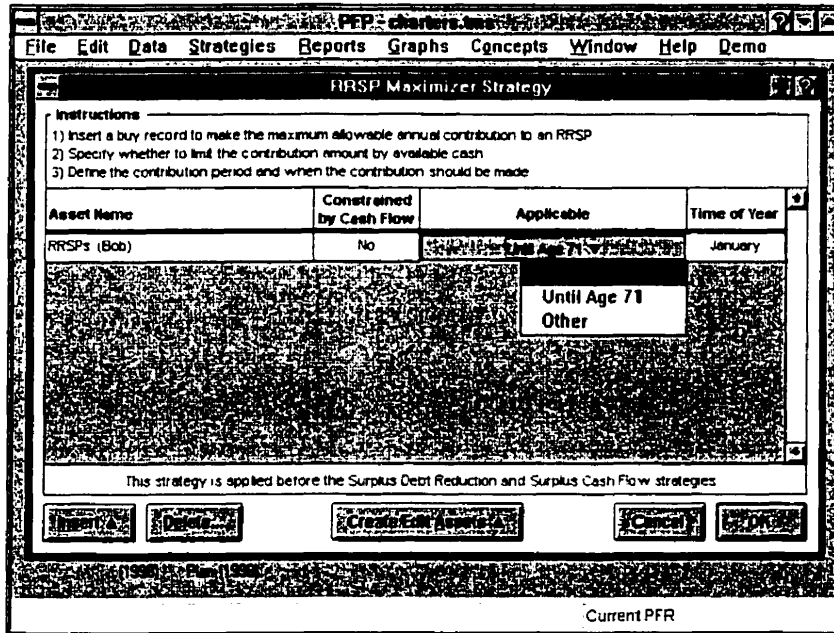 PFP - charters.
File Edit Data Strategies Reports Graphs Concepts Window Help Demo
RRSP Maximizer Strategy
Instructions
1) Insert a buy record to make the maximum allowable annual contribution to an RRSP
2) Specify whether to limit the contribution amount by available cash
3) Define the contribution period and when the contribution should be made
Asset Name
Constrained by Cash Flow
Applicable
Time of Year
RRSPs (Bob) No Until Age 71 January
Until Age 71
Other
This strategy is applied before the Surplus Debt Reduction and Surplus Cash Flow strategies
Insert Delete... Create/Edit Assets Cancel OK
Plan
Current PFR